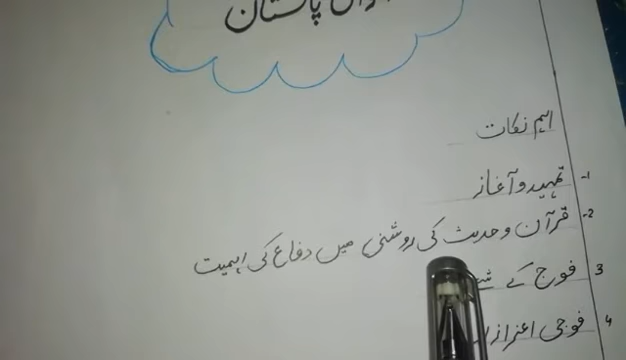 پاکستان
اہم نکات
1- تمہید و آغاز
2- قرآن و حدیث کی روشنی میں دفاع کی اہمیت
3 فوج کے
4 فوجی